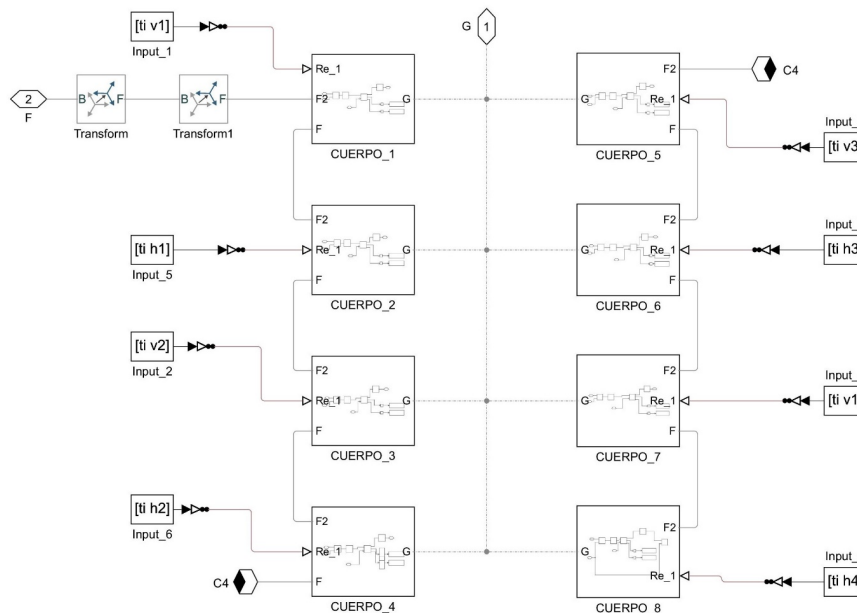 [ti v1]
Input_1
G
1
Re_1
F2
F
G
CUERPO_1
2
F
B
F
Transform
B
F
Transform1
F2
Re_1
F
G
CUERPO_5
C4
Input_
[ti v3
[ti h1]
Input_5
F2
Re_1
F
G
CUERPO_2
F2
Re_1
F
G
CUERPO_6
Input_
[ti h3
[ti v2]
Input_2
F2
Re_1
F
G
CUERPO_3
F2
Re_1
F
G
CUERPO_7
Input_
[ti v1
[ti h2]
Input_6
F2
Re_1
F
G
C4
CUERPO_4
F2
G
Re_1
CUERPO_8
Input_
[ti h4